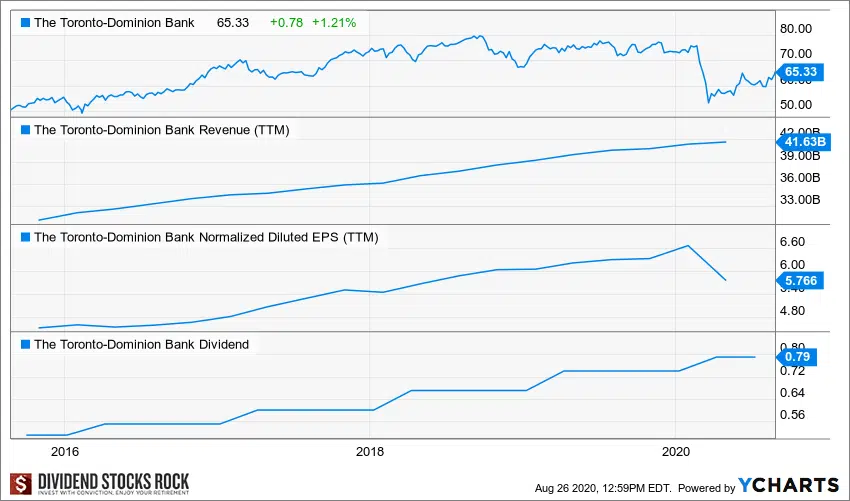 The Toronto-Dominion Bank 65.33 +0.78 +1.21%
80.00
70.00
65.33
60.00
50.00
The Toronto-Dominion Bank Revenue (TTM)
42.00B
41.63B
39.00B
36.00B
33.00B
The Toronto-Dominion Bank Normalized Diluted EPS (TTM)
6.60
6.00
5.766
5.40
4.80
The Toronto-Dominion Bank Dividend
0.80
0.79
0.72
0.64
0.56
2016 2018 2020
DIVIDEND STOCKS ROCK
INVEST WITH CONVICTION, ENJOY YOUR RETIREMENT
Aug 26 2020, 12:59PM EDT. Powered by YCHARTS